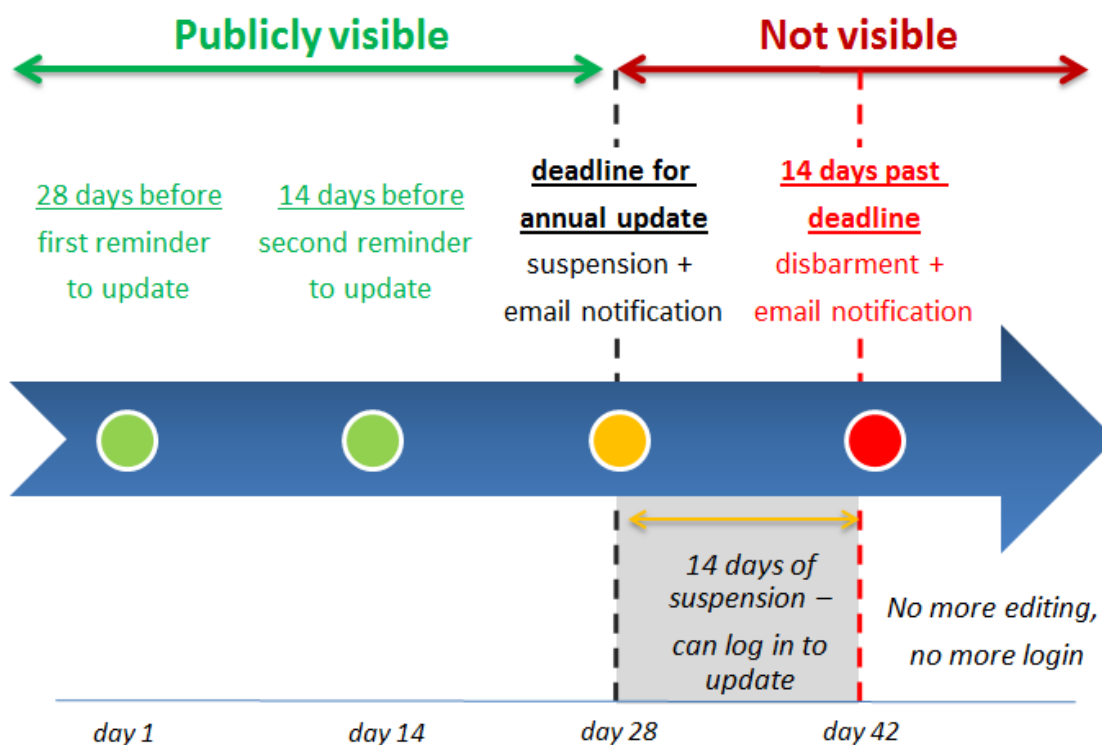 Publicly visible
Not visible
28 days before
first reminder
to update
14 days before
second reminder
to update
deadline for
annual update
suspension +
email notification
14 days past
deadline
disbarment +
email notification
14 days of
suspension –
can log in to
update
No more editing,
no more login
day 1
day 14
day 28
day 42